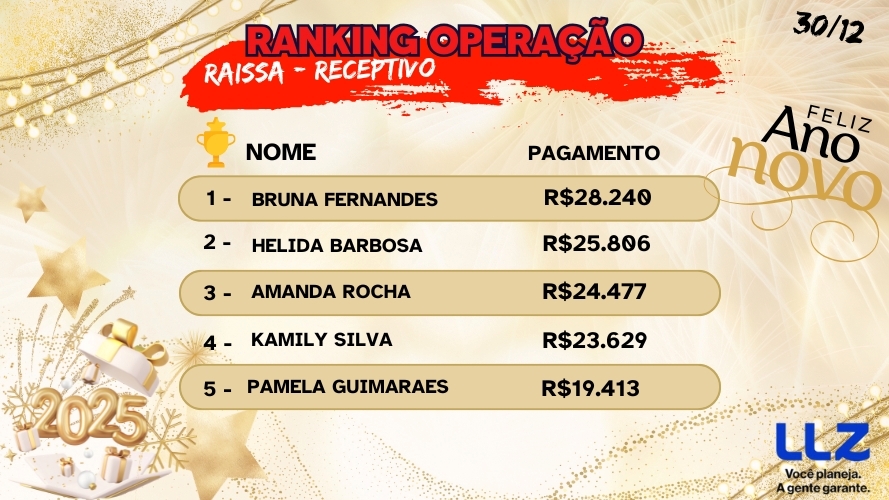 30/12
RANKING OPERAÇÃO
RAISSA - RECEPTIVO
FELIZ
Ano
novo
NOME PAGAMENTO
1 - BRUNA FERNANDES R$28.240
2 - HELIDA BARBOSA R$25.806
3 - AMANDA ROCHA R$24.477
4 - KAMILY SILVA R$23.629
5 - PAMELA GUIMARAES R$19.413
2025
LLZ
Você planeja.
A gente garante.